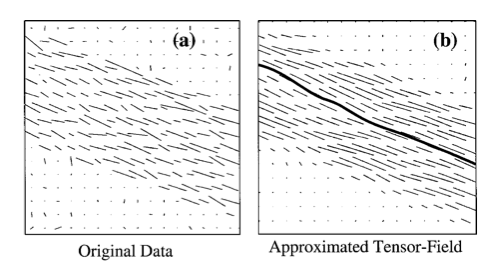 (a)
(b)
Original Data
Approximated Tensor-Field